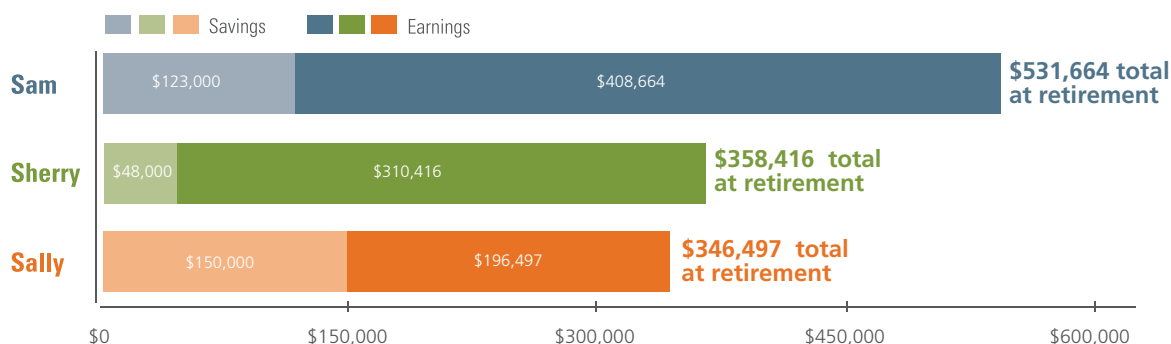 Savings Earnings
Sam
$123,000
$408,664
$531,664 total
at retirement
Sherry
$48,000
$310,416
$358,416 total
at retirement
Sally
$150,000
$196,497
$346,497 total
at retirement
$0 $150,000 $300,000 $450,000 $600,000